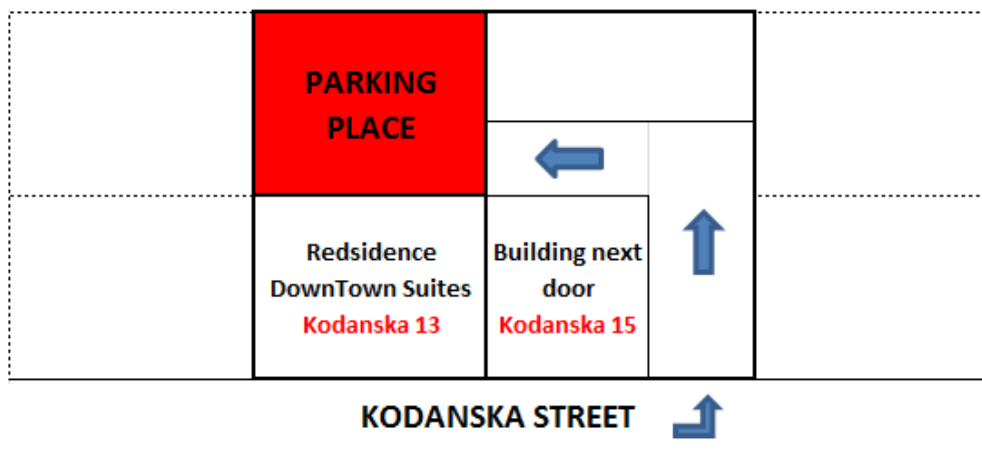 PARKING
PLACE
Redsidence
DownTown Suites
Kodanska 13
Building next
door
Kodanska 15
KODANSKA STREET